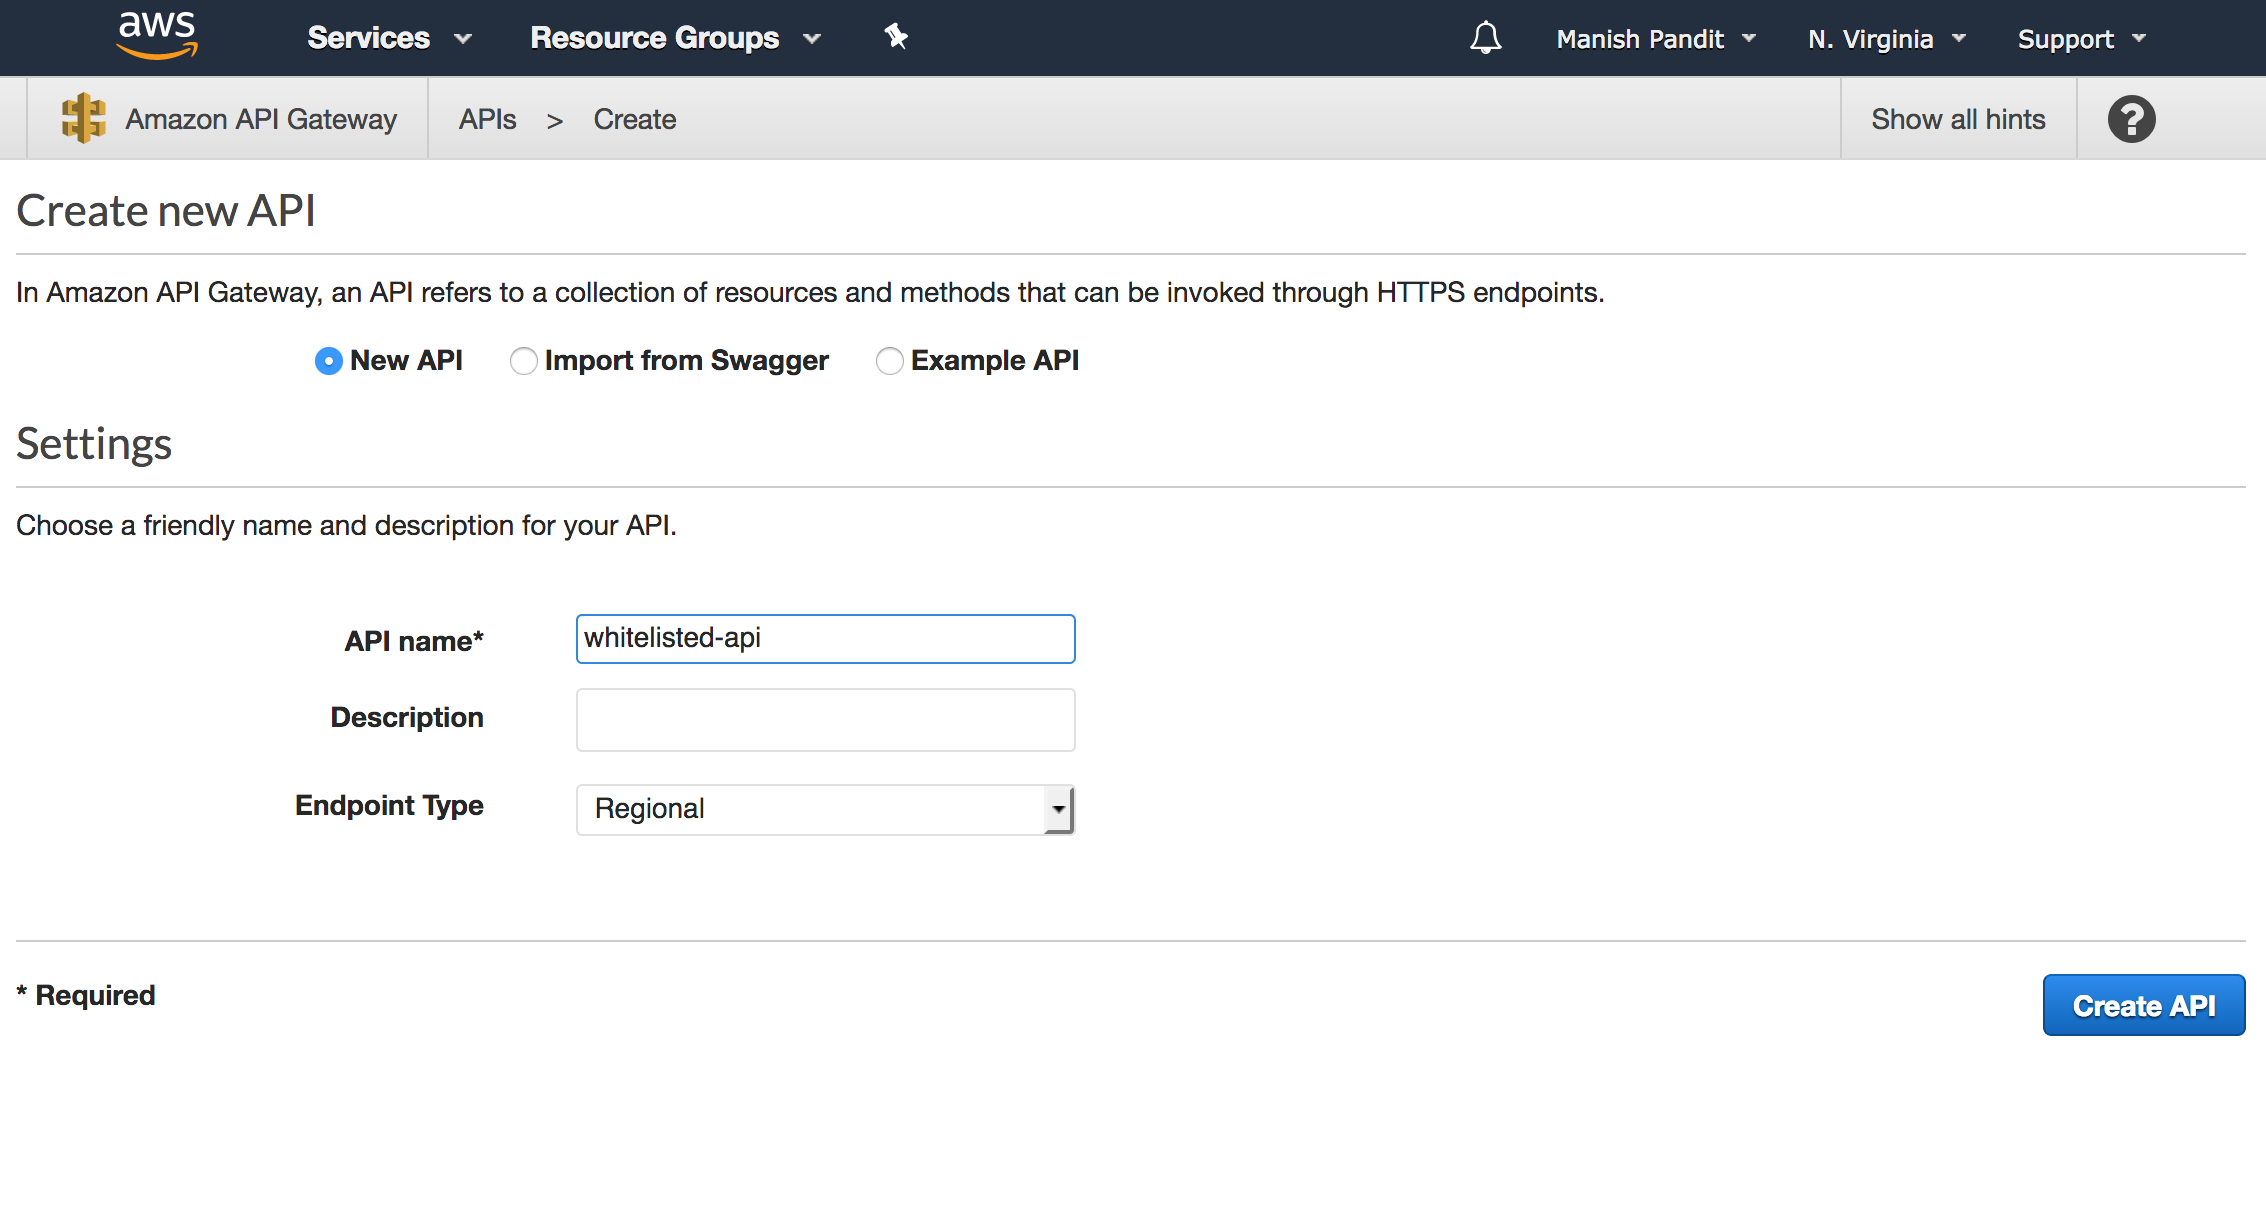 aws Services Resource Groups Manish Pandit N. Virginia Support
Amazon API Gateway APIs > Create Show all hints ?
Create new API
In Amazon API Gateway, an API refers to a collection of resources and methods that can be invoked through HTTPS endpoints.
New API Import from Swagger Example API
Settings
Choose a friendly name and description for your API.
API name* whitelisted-api
Description
Endpoint Type Regional
* Required Create API